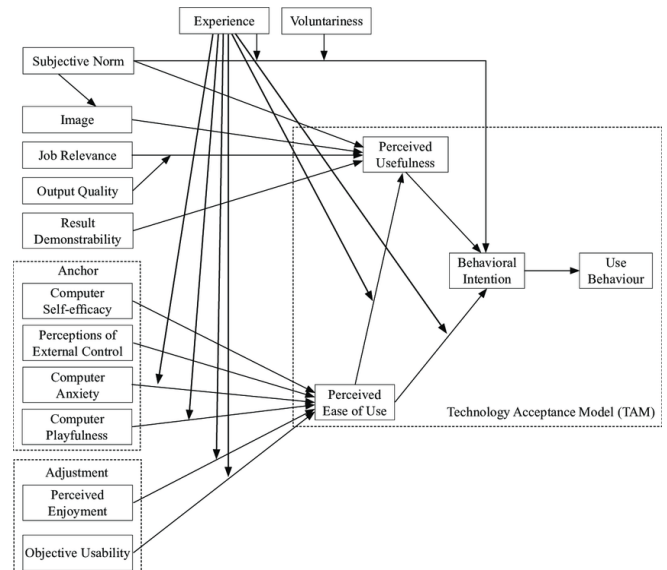 Experience
Voluntariness
Subjective Norm
Image
Job Relevance
Output Quality
Result
Demonstrability
Perceived
Usefulness
Behavioral
Intention
Use
Behaviour
Anchor
Computer
Self-efficacy
Perceptions of
External Control
Computer
Anxiety
Computer
Playfulness
Perceived
Ease of Use
Technology Acceptance Model (TAM)
Adjustment
Perceived
Enjoyment
Objective Usability